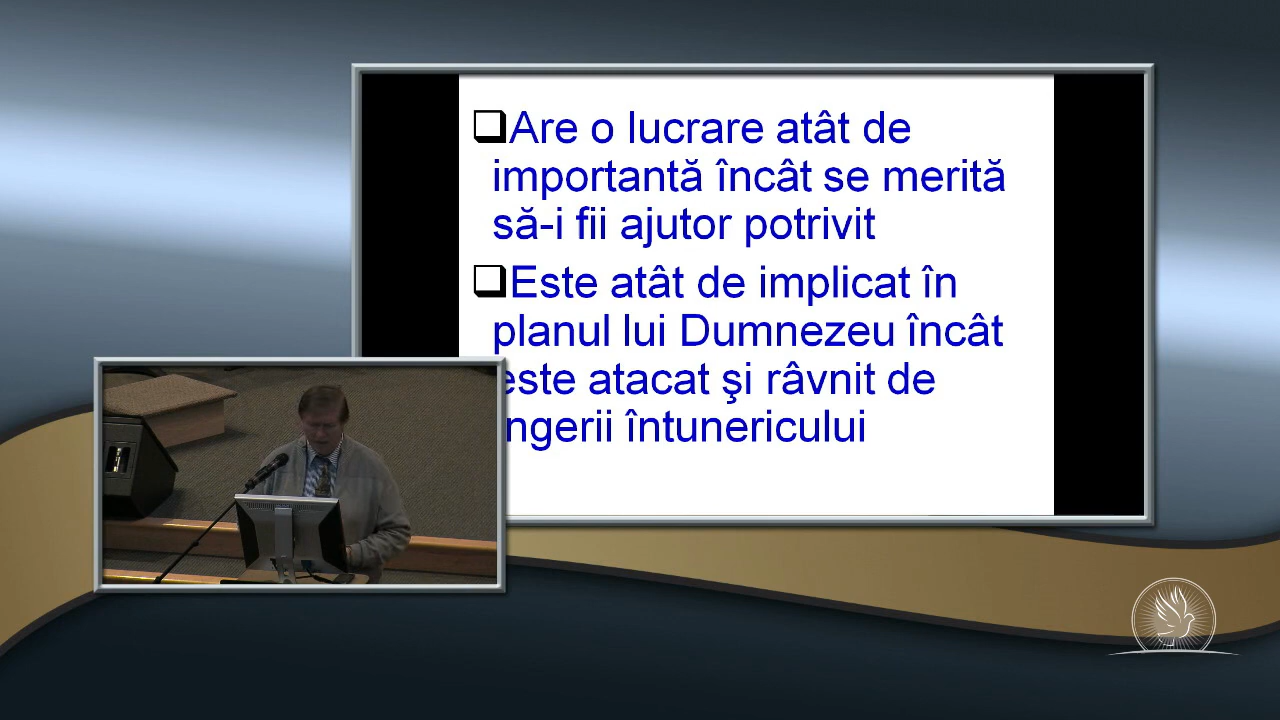 Are o lucrare atât de
importantă încât se merită
să-i fii ajutor potrivit
Este atât de implicat în
planul lui Dumnezeu încât
este atacat şi râvnit de
ngerii întunericului